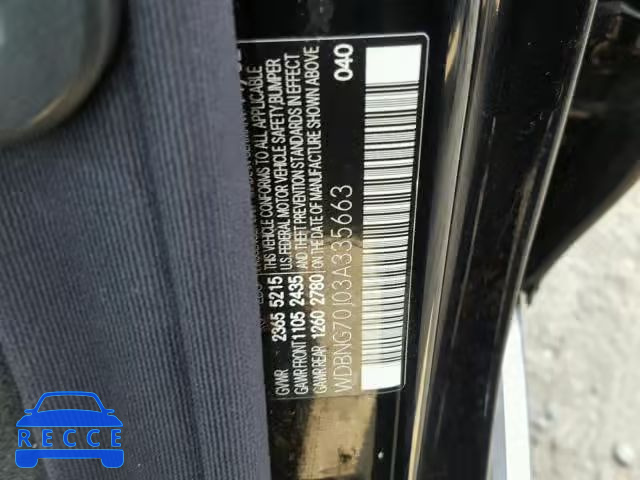 2365 5215 THIS VEHICLE CONFORMS TO ALL APPLICABLE
U.S. FEDERAL MOTOR VEHICLE SAFETY/BUMPER
GVWR
GAWR FRONT 1105 2435 AND THEFT PREVENTION STANDARDS IN EFFECT
GAWR REAR 1260 2780 ON THE DATE OF MANUFACTURE SHOWN ABOVE
WDBNG70J03A335663
040
RECCE